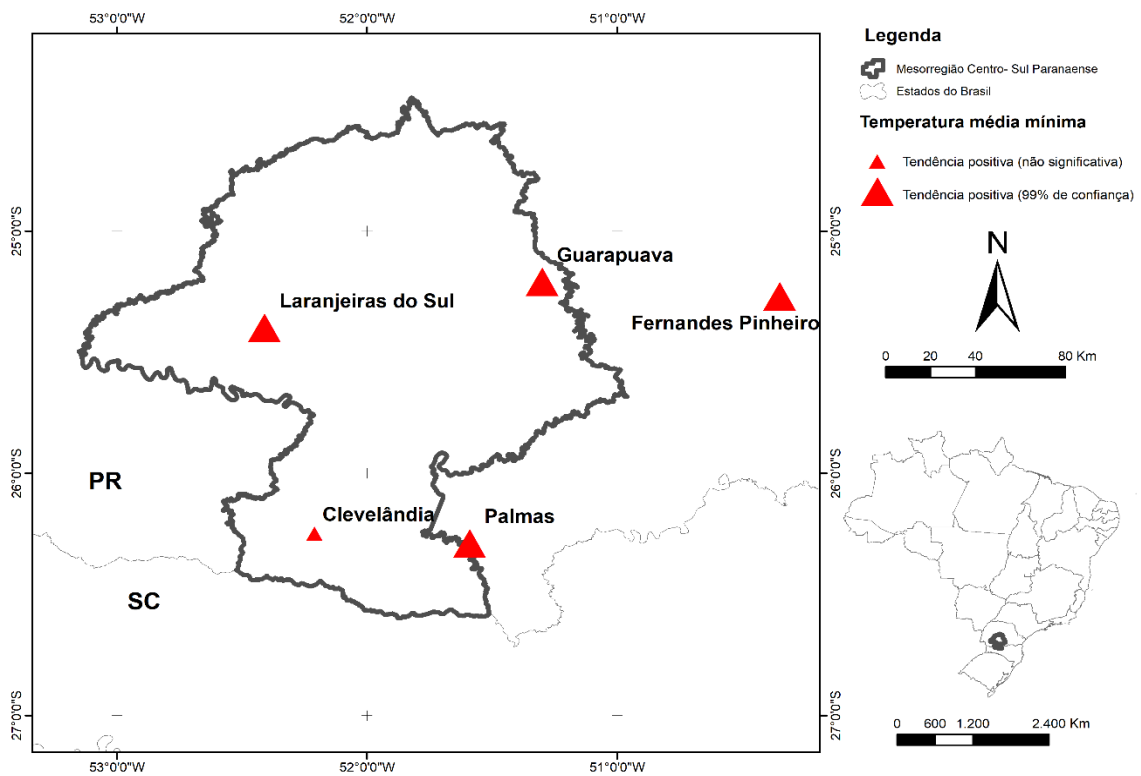 53°0'0"W
52°0'0"W
51°0'0"W
25°0'0"S
26°0'0"S
27°0'0"S
Guarapuava
Laranjeiras do Sul
Fernandes Pinheiro
PR
Clevelândia
Palmas
SC
25°0'0"S
26°0'0"S
27°0'0"S
53°0'0"W
52°0'0"W
51°0'0"W
Legenda
Mesorregião Centro- Sul Paranaense
Estados do Brasil
Temperatura média mínima
Tendência positiva (não significativa)
Tendência positiva (99% de confiança)
N
0 20 40 80 Km
0 600 1.200 2.400 Km